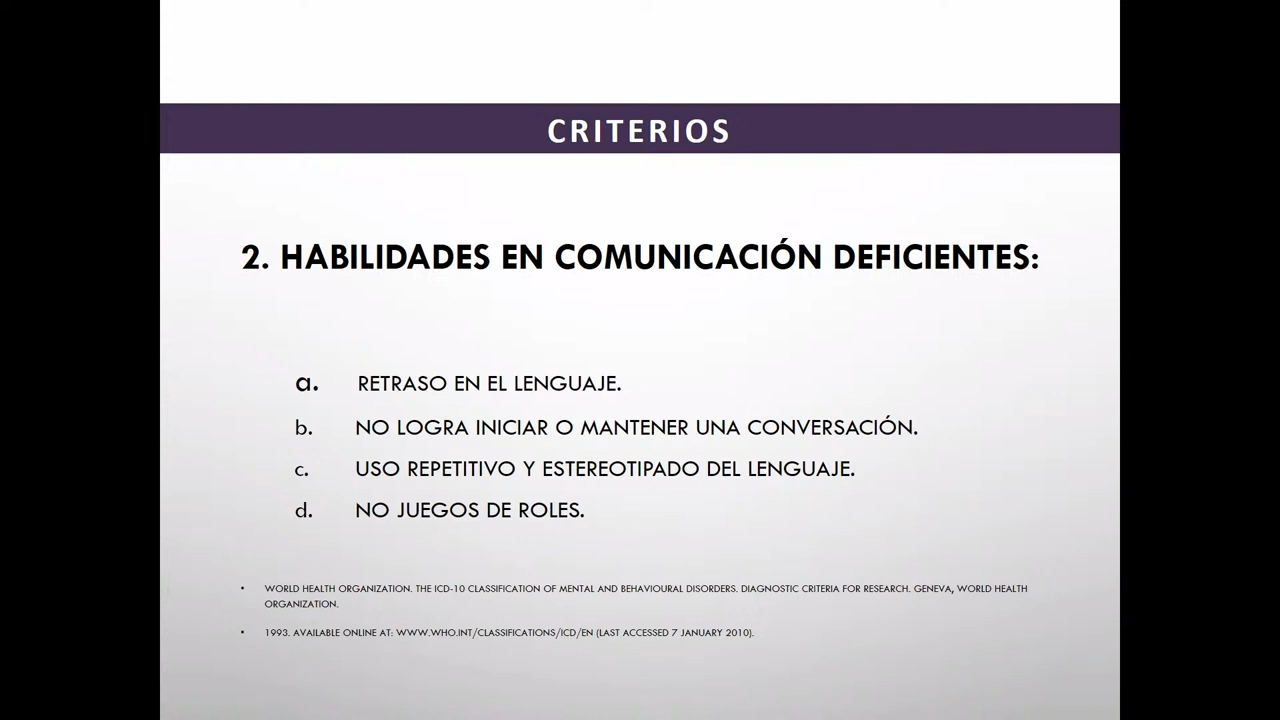 CRITERIOS
2. HABILIDADES EN COMUNICACIÓN DEFICIENTES:
a. RETRASO EN EL LENGUAJE.
b. NO LOGRA INICIAR O MANTENER UNA CONVERSACIÓN.
c. USO REPETITIVO Y ESTEREOTIPADO DEL LENGUAJE.
d. NO JUEGOS DE ROLES.
• WORLD HEALTH ORGANIZATION. THE ICD-10 CLASSIFICATION OF MENTAL AND BEHAVIOURAL DISORDERS. DIAGNOSTIC CRITERIA FOR RESEARCH. GENEVA, WORLD HEALTH
ORGANIZATION.
• 1993. AVAILABLE ONLINE AT: WWW.WHO.INT/CLASSIFICATIONS/ICD/EN (LAST ACCESSED 7 JANUARY 2010).